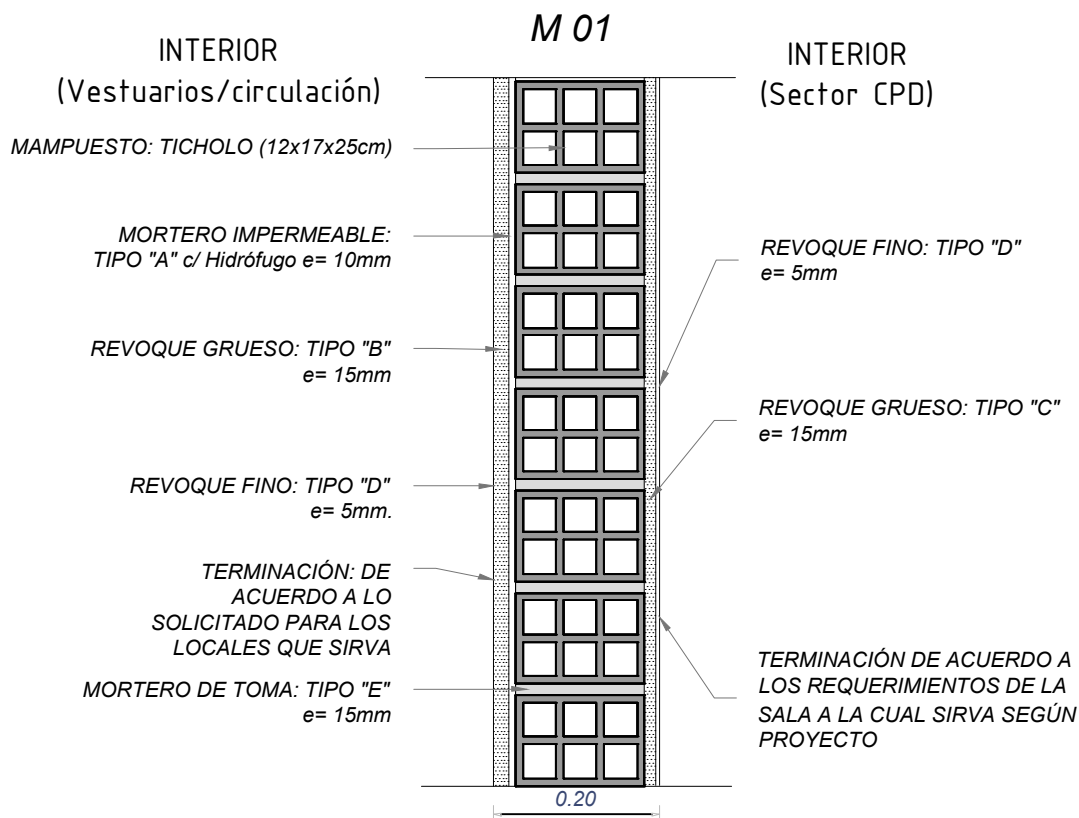 M 01
INTERIOR
(Vestuarios/circulación)
MAMPUESTO: TICHOLO (12x17x25cm)
MORTERO IMPERMEABLE:
TIPO "A" c/ Hidrófugo e= 10mm
REVOQUE GRUESO: TIPO "B"
e= 15mm
REVOQUE FINO: TIPO "D"
e= 5mm.
TERMINACIÓN: DE
ACUERDO A LO
SOLICITADO PARA LOS
LOCALES QUE SIRVA
MORTERO DE TOMA: TIPO "E"
e= 15mm
INTERIOR
(Sector CPD)
REVOQUE FINO: TIPO "D"
e= 5mm
REVOQUE GRUESO: TIPO "C"
e= 15mm
TERMINACIÓN DE ACUERDO A
LOS REQUERIMIENTOS DE LA
SALA A LA CUAL SIRVA SEGÚN
PROYECTO
0.20